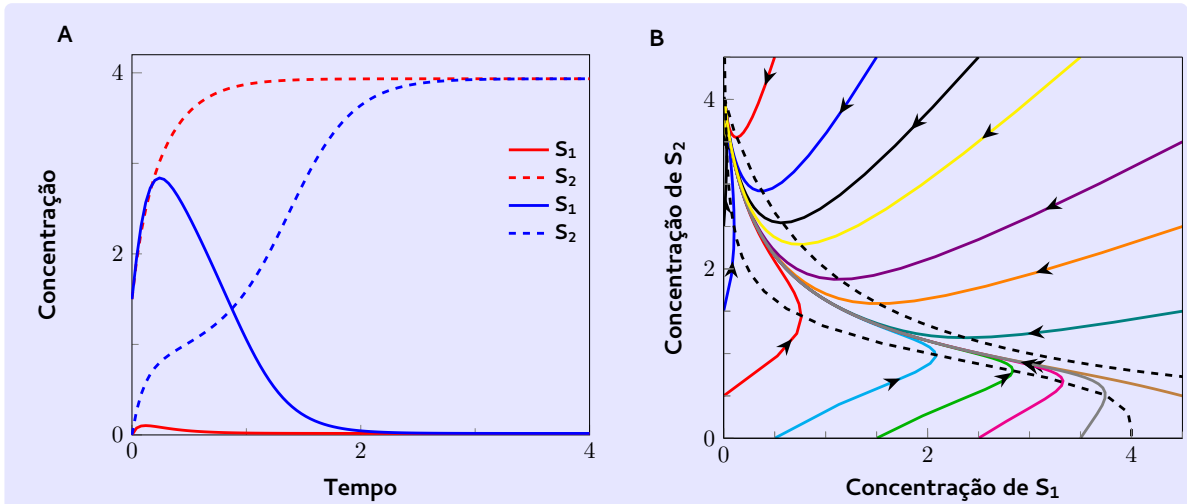 A
Concentração
4
2
0
0
2
4
Tempo
S₁
S₂
S₁
S₂
B
Concentração de S₂
4
2
0
0
2
4
Concentração de S₁